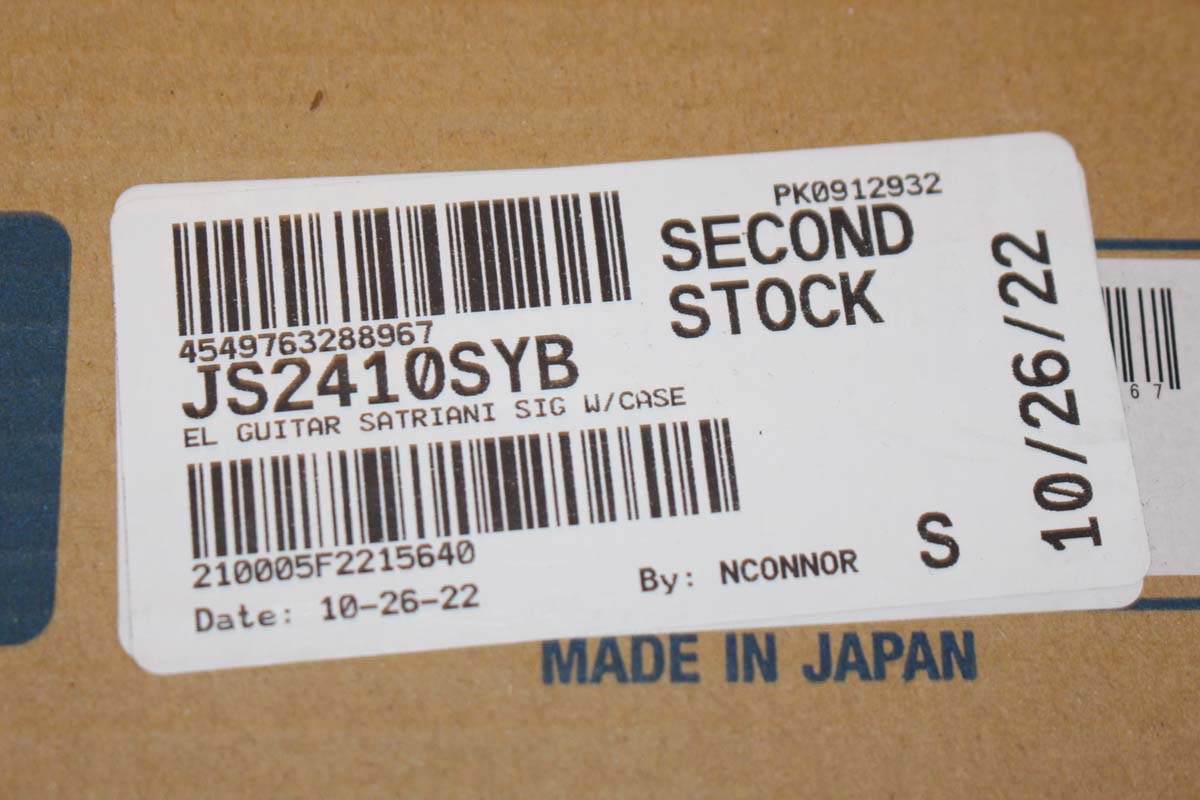 PK0912932
SECOND
STOCK
4549763288967
JS2410SYB
EL GUITAR SATRIANI SIG W/CASE
210005F2215640
Date: 10-26-22
By: NCONNOR
S
10/26/22
67
MADE IN JAPAN